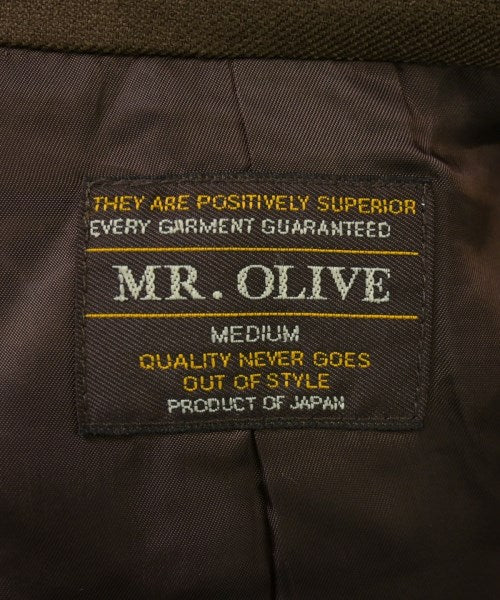 THEY ARE POSITIVELY SUPERIOR
EVERY GARMENT GUARANTEED
MR. OLIVE
MEDIUM
QUALITY NEVER GOES
OUT OF STYLE
PRODUCT OF JAPAN